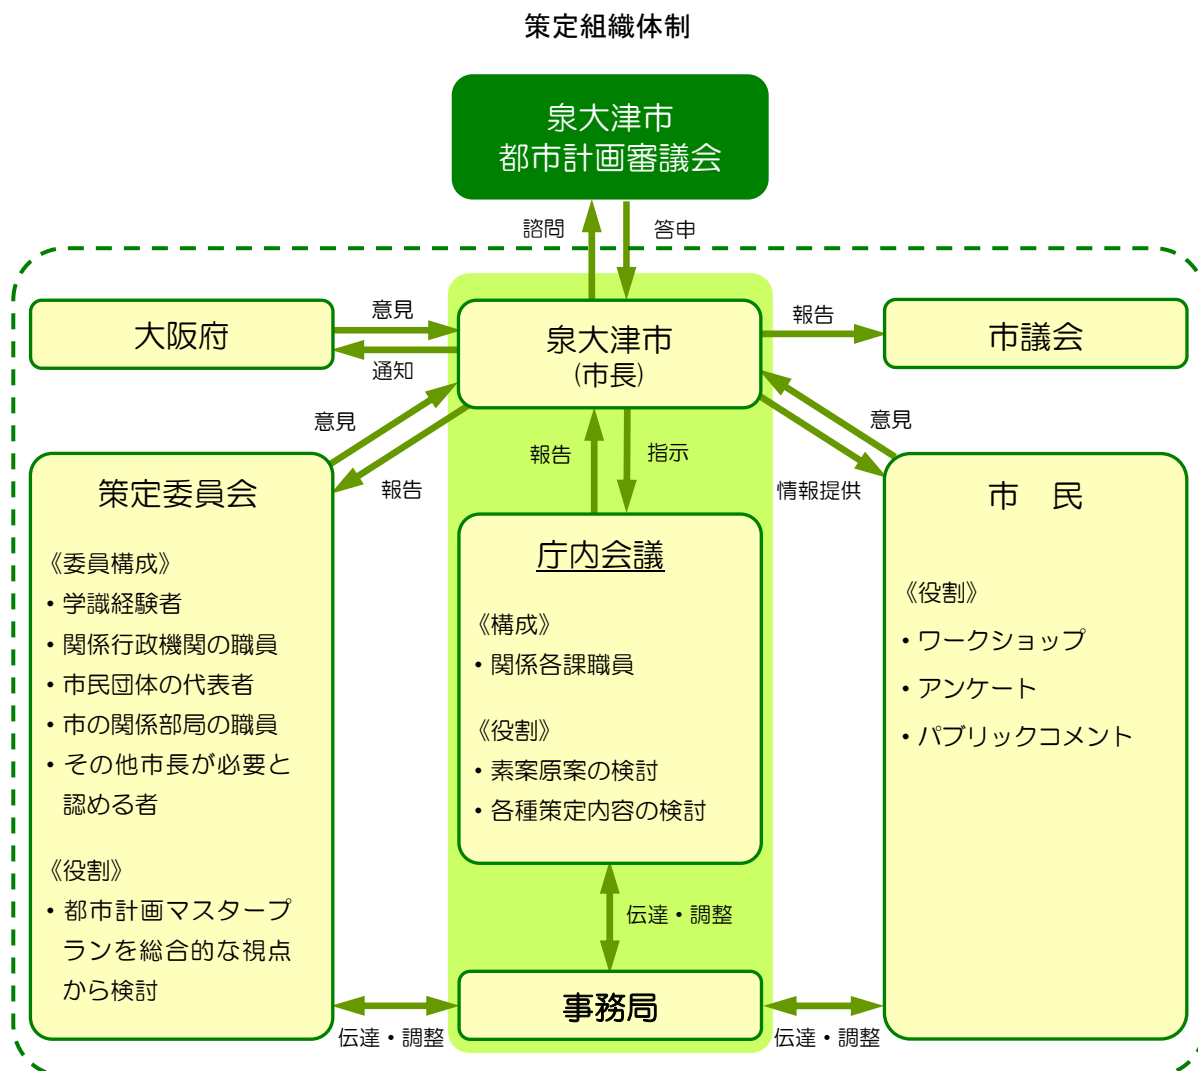 策定組織体制
泉大津市
都市計画審議会
諮問
答申
大阪府
意見
通知
泉大津市
(市長)
報告
市議会
意見
報告
報告
指示
意見
情報提供
策定委員会
《委員構成》
・学識経験者
・関係行政機関の職員
・市民団体の代表者
・市の関係部局の職員
・その他市長が必要と
認める者
《役割》
・都市計画マスタープ
ランを総合的な視点
から検討
庁内会議
《構成》
・関係各課職員
《役割》
・素案原案の検討
・各種策定内容の検討
市　民
《役割》
・ワークショップ
・アンケート
・パブリックコメント
伝達・調整
事務局
伝達・調整
伝達・調整